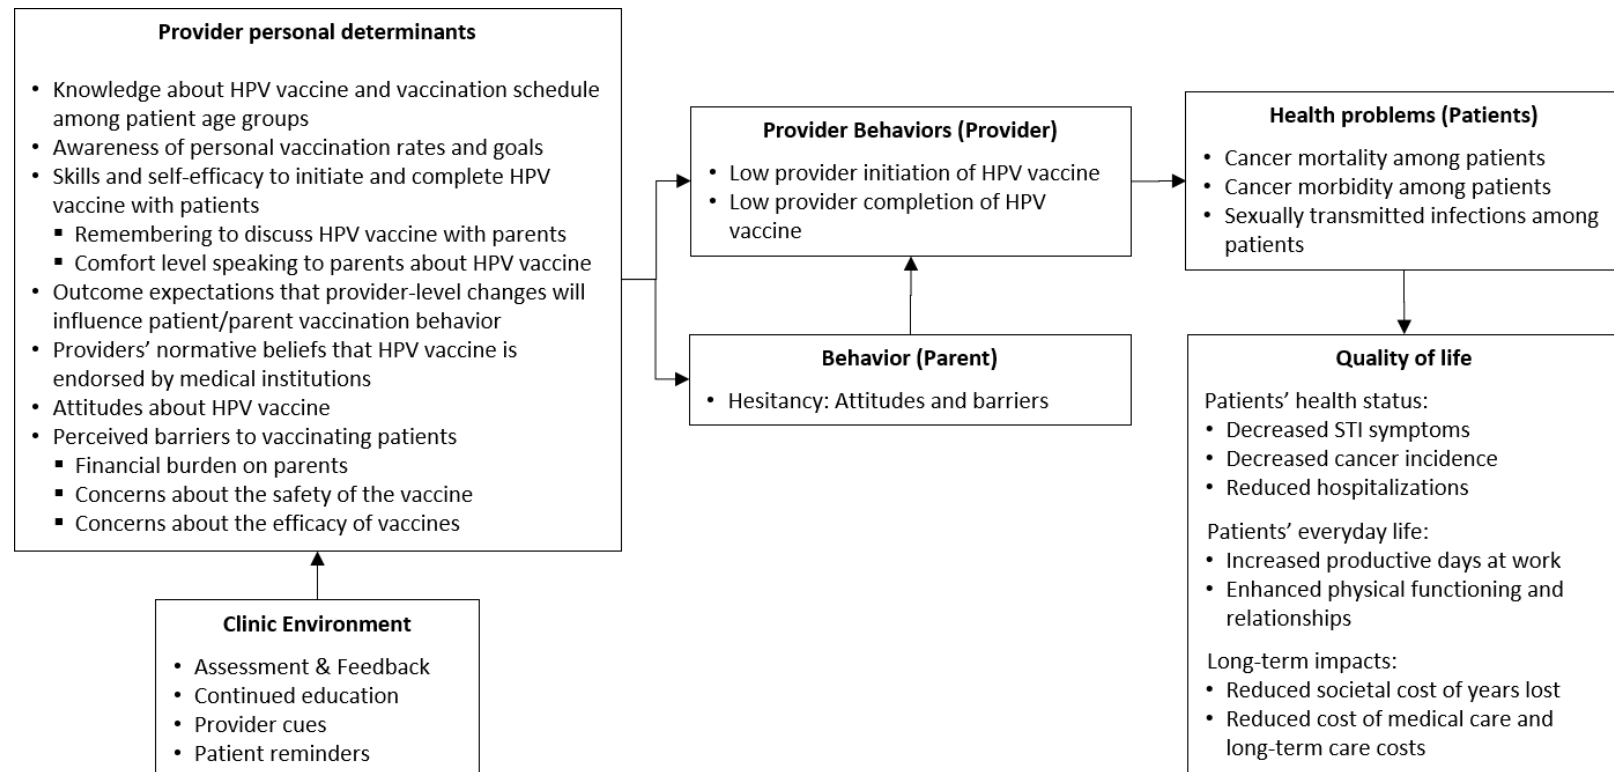 Provider personal determinants
• Knowledge about HPV vaccine and vaccination schedule
among patient age groups
• Awareness of personal vaccination rates and goals
• Skills and self-efficacy to initiate and complete HPV
vaccine with patients
▪ Remembering to discuss HPV vaccine with parents
▪ Comfort level speaking to parents about HPV vaccine
• Outcome expectations that provider-level changes will
influence patient/parent vaccination behavior
• Providers’ normative beliefs that HPV vaccine is
endorsed by medical institutions
• Attitudes about HPV vaccine
• Perceived barriers to vaccinating patients
▪ Financial burden on parents
▪ Concerns about the safety of the vaccine
▪ Concerns about the efficacy of vaccines
Clinic Environment
• Assessment & Feedback
• Continued education
• Provider cues
• Patient reminders
Provider Behaviors (Provider)
• Low provider initiation of HPV vaccine
• Low provider completion of HPV
vaccine
Behavior (Parent)
• Hesitancy: Attitudes and barriers
Health problems (Patients)
• Cancer mortality among patients
• Cancer morbidity among patients
• Sexually transmitted infections among
patients
Quality of life
Patients’ health status:
• Decreased STI symptoms
• Decreased cancer incidence
• Reduced hospitalizations
Patients’ everyday life:
• Increased productive days at work
• Enhanced physical functioning and
relationships
Long-term impacts:
• Reduced societal cost of years lost
• Reduced cost of medical care and
long-term care costs